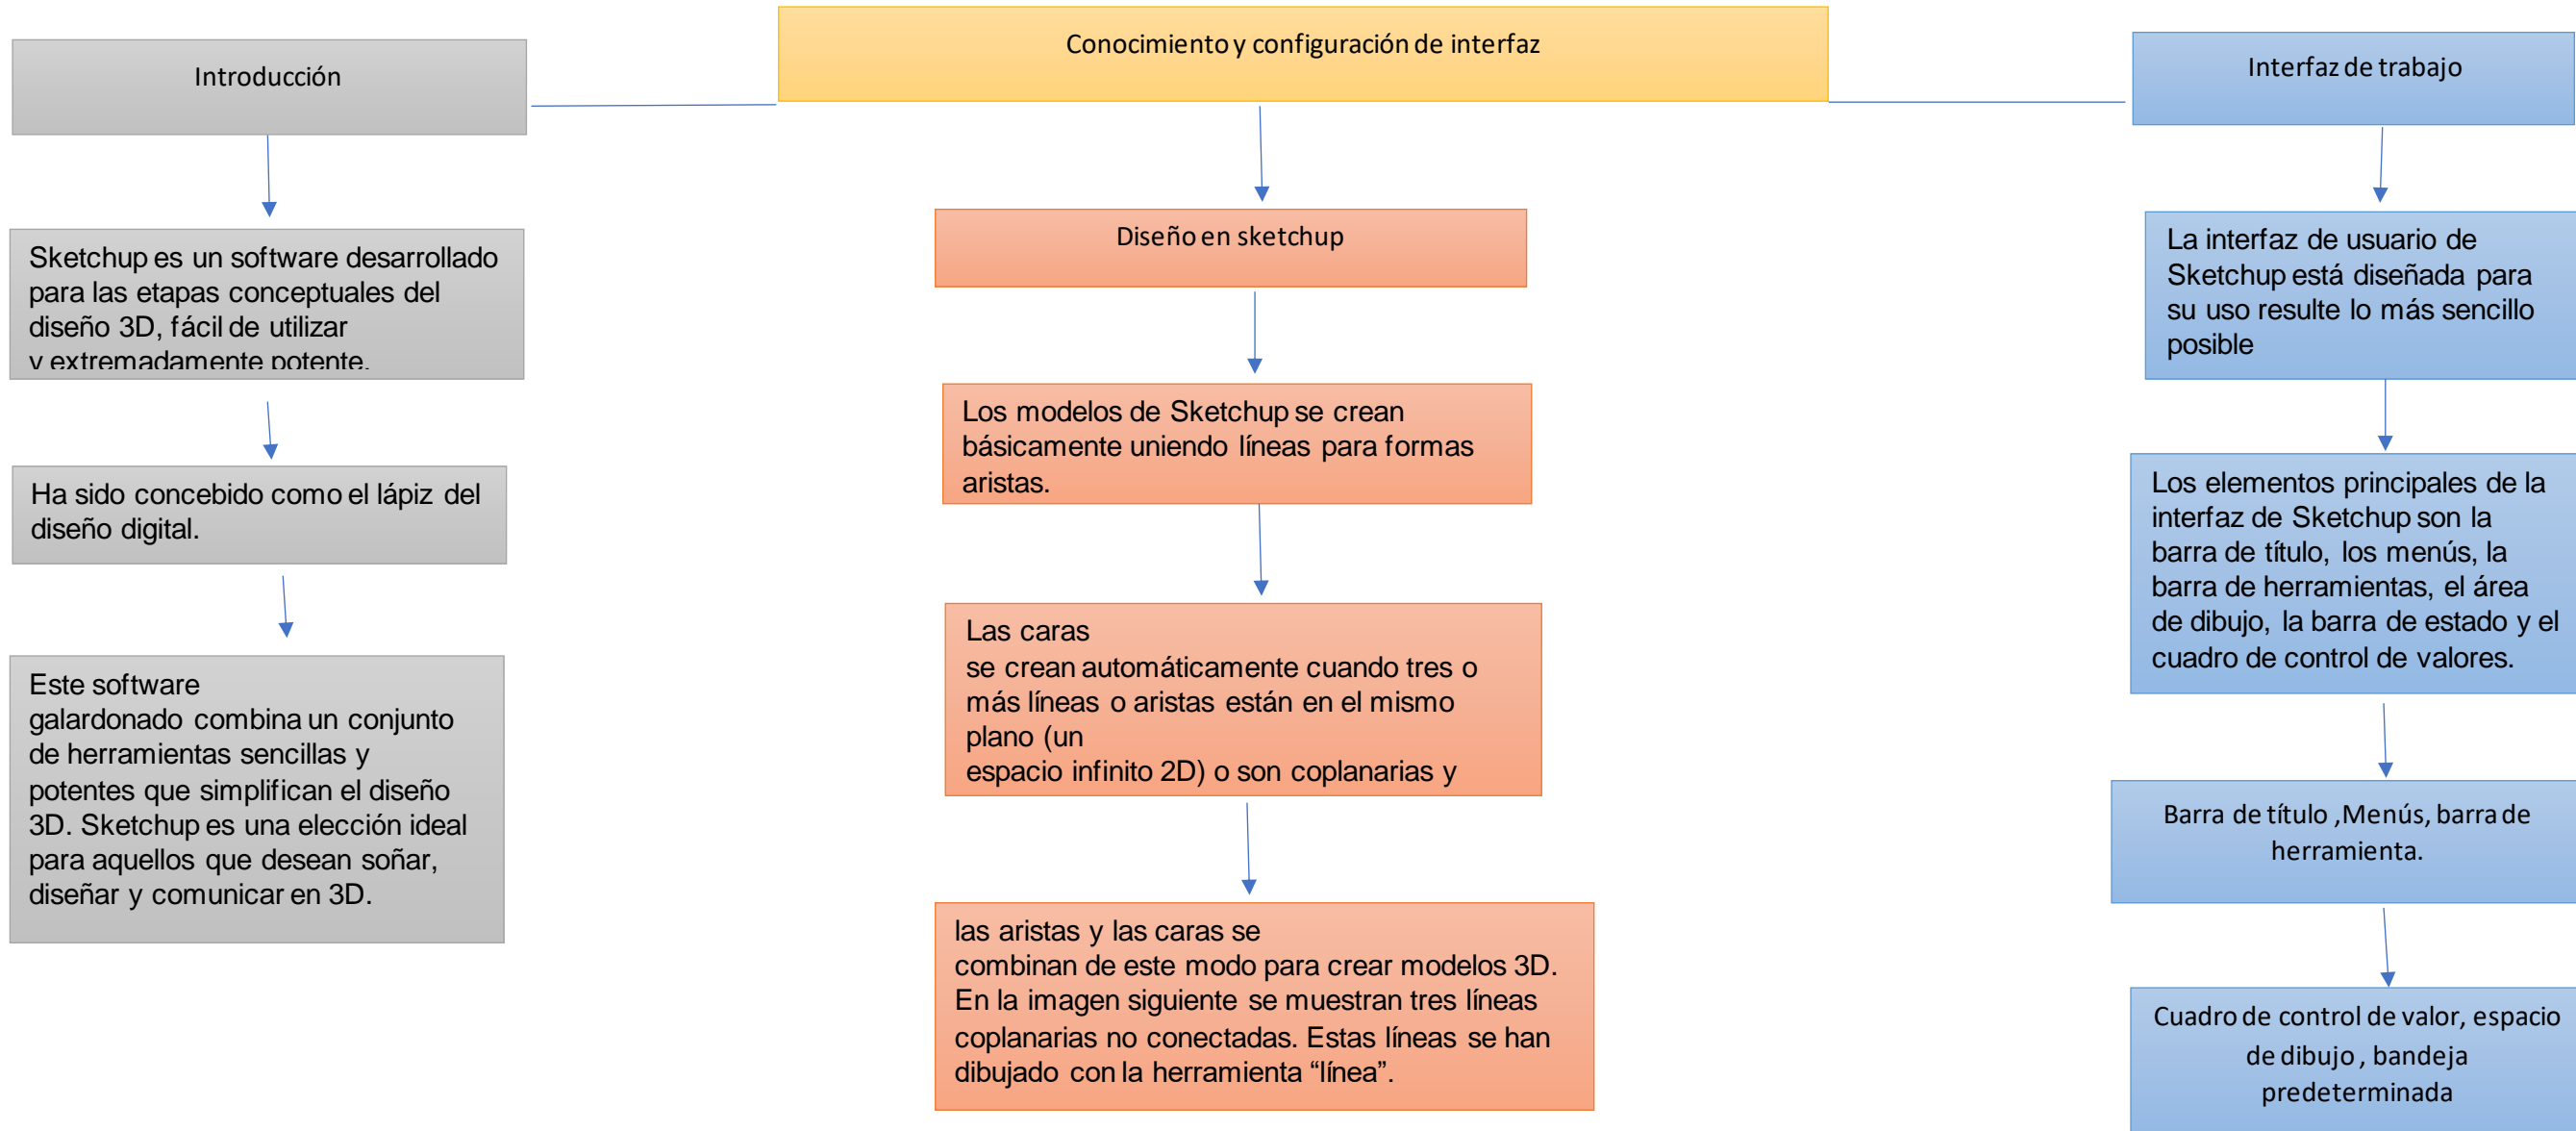 Conocimiento y configuración de interfaz
Introducción
Sketchup es un software desarrollado
para las etapas conceptuales del
diseño 3D, fácil de utilizar
y extremadamente potente.
Ha sido concebido como el lápiz del
diseño digital.
Este software
galardonado combina un conjunto
de herramientas sencillas y
potentes que simplifican el diseño
3D. Sketchup es una elección ideal
para aquellos que desean soñar,
diseñar y comunicar en 3D.
Diseño en sketchup
Los modelos de Sketchup se crean
básicamente uniendo líneas para formas
aristas.
Las caras
se crean automáticamente cuando tres o
más líneas o aristas están en el mismo
plano (un
espacio infinito 2D) o son coplanarias y
las aristas y las caras se
combinan de este modo para crear modelos 3D.
En la imagen siguiente se muestran tres líneas
coplanarias no conectadas. Estas líneas se han
dibujado con la herramienta “línea”.
Interfaz de trabajo
La interfaz de usuario de
Sketchup está diseñada para
su uso resulte lo más sencillo
posible
Los elementos principales de la
interfaz de Sketchup son la
barra de título, los menús, la
barra de herramientas, el área
de dibujo, la barra de estado y el
cuadro de control de valores.
Barra de título ,Menús, barra de
herramienta.
Cuadro de control de valor, espacio
de dibujo , bandeja
predeterminada